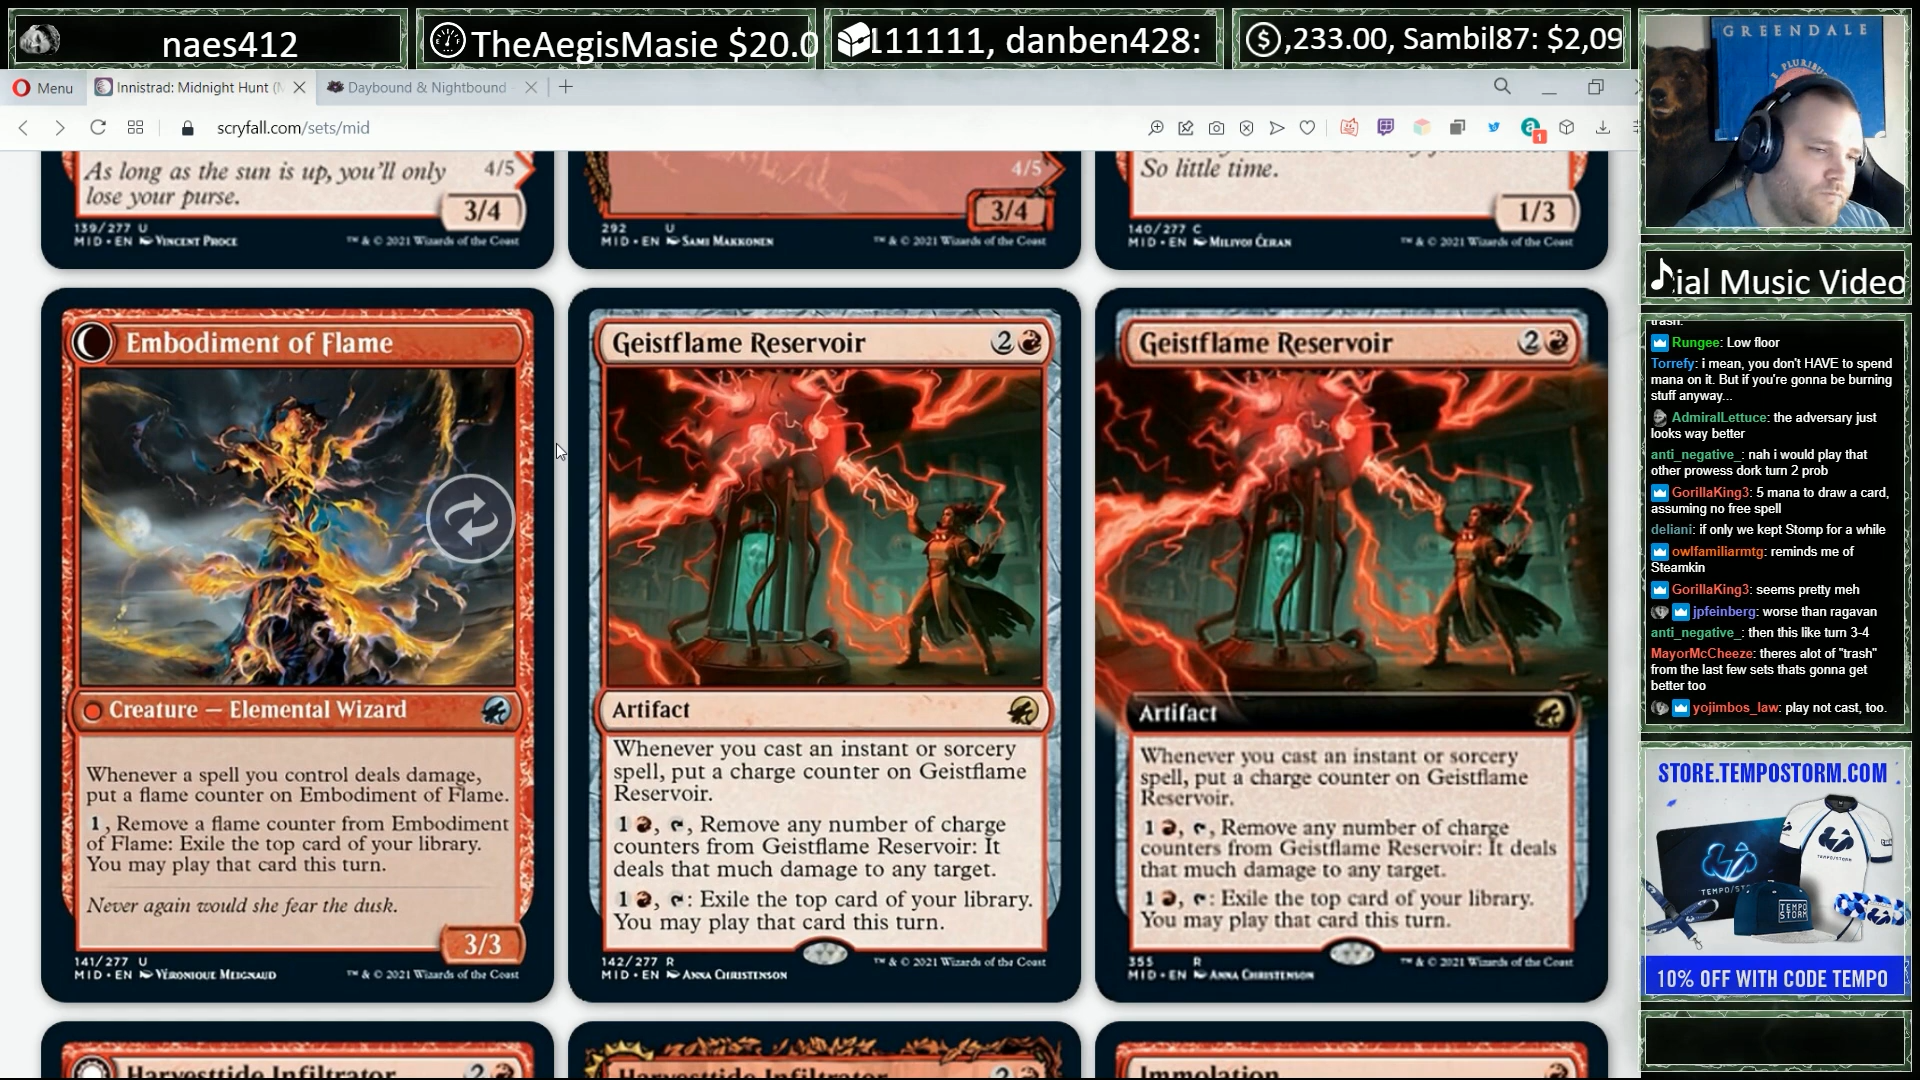 naes412
TheAegisMasie $20.0
111111, danben428:
,233.00, Sambil87: $2,09
GREENDALE
E PLURIBUS
Menu
Innistrad: Midnight Hunt (M
Daybound & Nightbound
scryfall.com/sets/mid
1
As long as the sun is up, you'll only
lose your purse.
4/5
3/4
139/277 U
MID • EN Vincent Proce
™ & © 2021 Wizards of the Coast
4/5
3/4
292 U
MID • EN Sami Makkonen
™ & © 2021 Wizards of the Coast
So little time.
1/3
140/277 C
MID • EN Milivoj Ćeran
™ & © 2021 Wizards of the Coast
Embodiment of Flame
Creature — Elemental Wizard
Whenever a spell you control deals damage,
put a flame counter on Embodiment of Flame.
1, Remove a flame counter from Embodiment
of Flame: Exile the top card of your library.
You may play that card this turn.
Never again would she fear the dusk.
3/3
141/277 U
MID • EN Véronique Meignaud
™ & © 2021 Wizards of the Coast
Geistflame Reservoir 2
Artifact
Whenever you cast an instant or sorcery
spell, put a charge counter on Geistflame
Reservoir.
1 , , Remove any number of charge
counters from Geistflame Reservoir: It
deals that much damage to any target.
1 , : Exile the top card of your library.
You may play that card this turn.
142/277 R
MID • EN Anna Christenson
™ & © 2021 Wizards of the Coast
Geistflame Reservoir 2
Artifact
Whenever you cast an instant or sorcery
spell, put a charge counter on Geistflame
Reservoir.
1 , , Remove any number of charge
counters from Geistflame Reservoir: It deals
that much damage to any target.
1 , : Exile the top card of your library.
You may play that card this turn.
355 R
MID • EN Anna Christenson
™ & © 2021 Wizards of the Coast
Harvesttide Infiltrator 2
Harvesttide Infiltrator 2
Immolation
ial Music Video
trash.
Rungee: Low floor
Torrefy: i mean, you don't HAVE to spend
mana on it. But if you're gonna be burning
stuff anyway...
AdmiralLettuce: the adversary just
looks way better
anti_negative_: nah i would play that
other prowess dork turn 2 prob
GorillaKing3: 5 mana to draw a card,
assuming no free spell
deliani: if only we kept Stomp for a while
owlfamiliarmtg: reminds me of
Steamkin
GorillaKing3: seems pretty meh
jpfeinberg: worse than ragavan
anti_negative_: then this like turn 3-4
MayorMcCheeze: theres alot of "trash"
from the last few sets thats gonna get
better too
yojimbos_law: play not cast, too.
STORE.TEMPOSTORM.COM
TEMPO/STO
TEMPO/STORM
TEMPO
STORM
10% OFF WITH CODE TEMPO